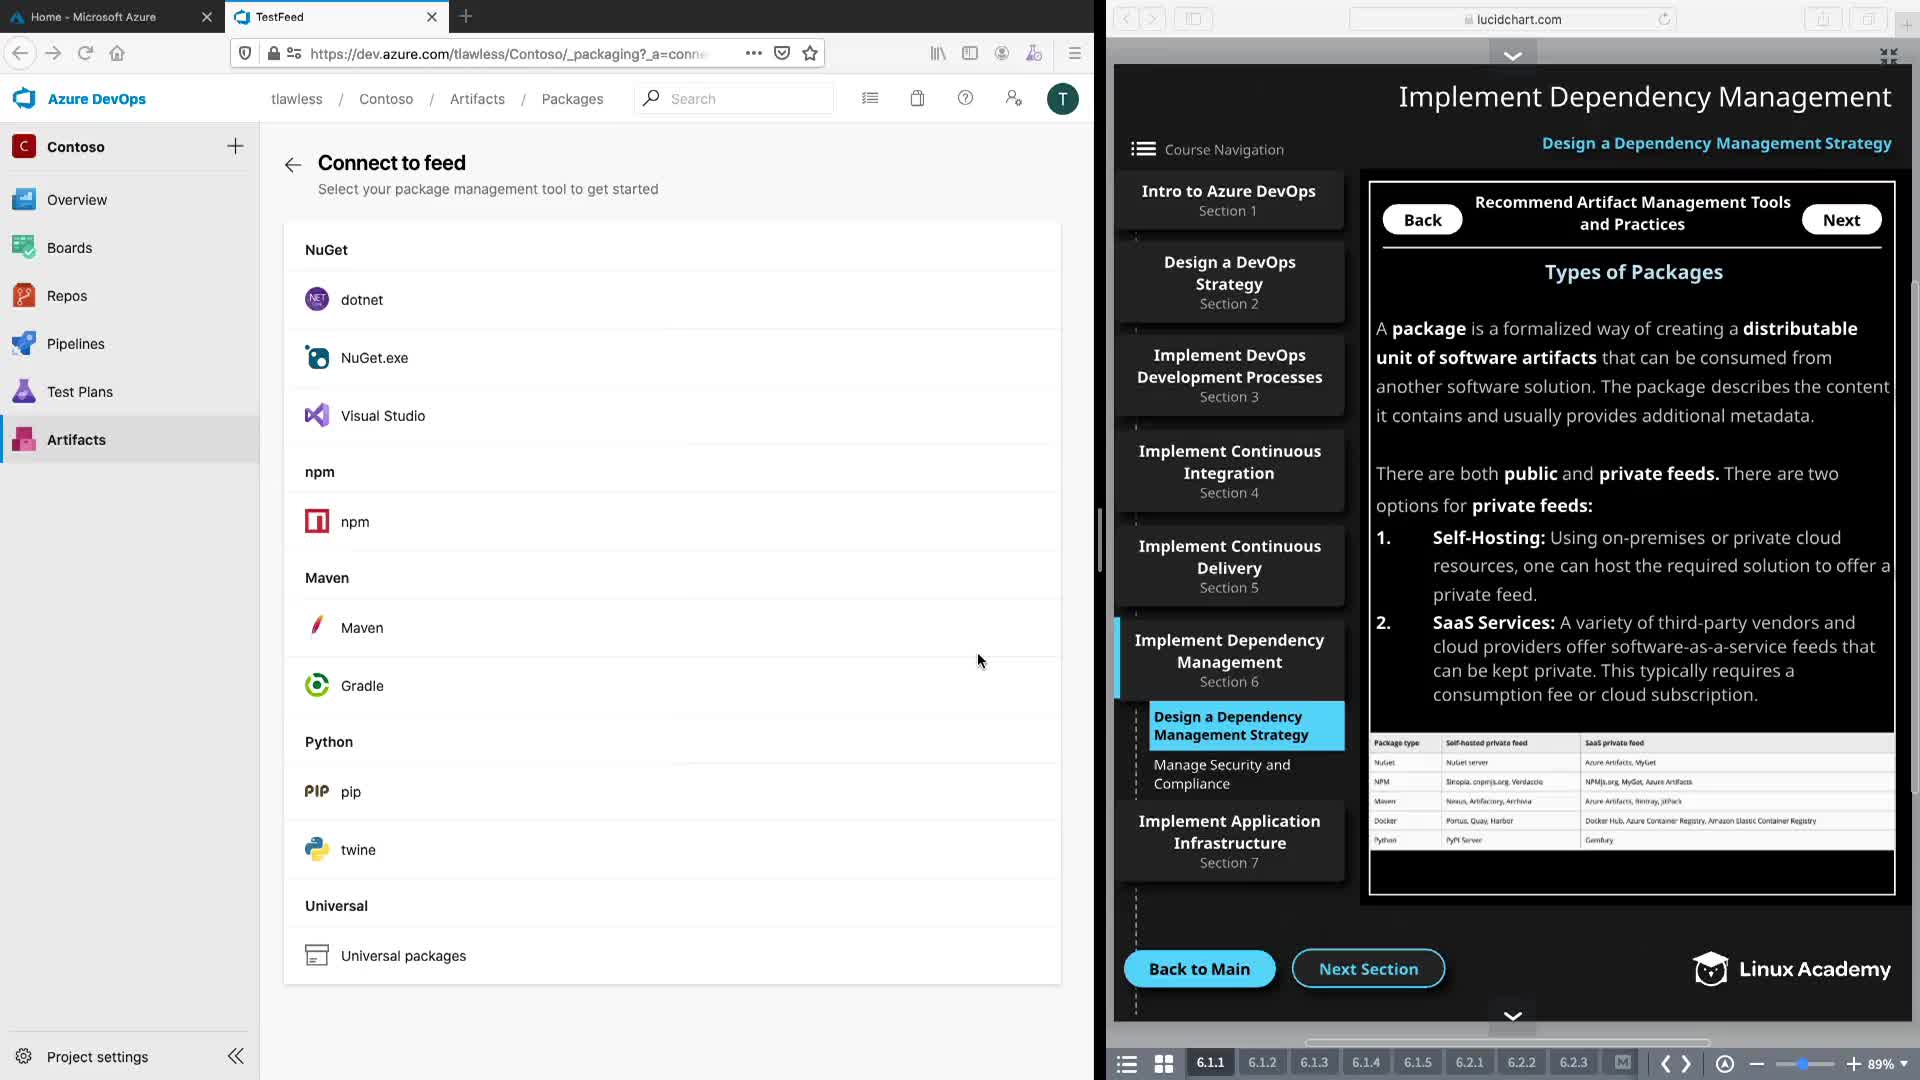 Home - Microsoft Azure
TestFeed
https://dev.azure.com/tlawless/Contoso/_packaging?_a=conne
lucidchart.com
Azure DevOps
tlawless / Contoso / Artifacts / Packages
Search
T
C Contoso
Overview
Boards
Repos
Pipelines
Test Plans
Artifacts
Project settings
Connect to feed
Select your package management tool to get started
NuGet
dotnet
NuGet.exe
Visual Studio
npm
npm
Maven
Maven
Gradle
Python
PIP pip
twine
Universal
Universal packages
Implement Dependency Management
Design a Dependency Management Strategy
Course Navigation
Intro to Azure DevOps
Section 1
Design a DevOps
Strategy
Section 2
Implement DevOps
Development Processes
Section 3
Implement Continuous
Integration
Section 4
Implement Continuous
Delivery
Section 5
Implement Dependency
Management
Section 6
Design a Dependency
Management Strategy
Manage Security and
Compliance
Implement Application
Infrastructure
Section 7
Back to Main
Next Section
Back
Recommend Artifact Management Tools
and Practices
Next
Types of Packages
A package is a formalized way of creating a distributable
unit of software artifacts that can be consumed from
another software solution. The package describes the content
it contains and usually provides additional metadata.
There are both public and private feeds. There are two
options for private feeds:
1. Self-Hosting: Using on-premises or private cloud
resources, one can host the required solution to offer a
private feed.
2. SaaS Services: A variety of third-party vendors and
cloud providers offer software-as-a-service feeds that
can be kept private. This typically requires a
consumption fee or cloud subscription.
Package type Self-hosted private feed SaaS private feed
NuGet NuGet server Azure Artifacts, MyGet
NPM Sinopia, cnpmjs.org, Verdaccio NPMjs.org, MyGet, Azure Artifacts
Maven Nexus, Artifactory, Archivia Azure Artifacts, Bintray, JitPack
Docker Portus, Quay, Harbor Docker Hub, Azure Container Registry, Amazon Elastic Container Registry
Python PyPI Server Gemfury
Linux Academy
6.1.1 6.1.2 6.1.3 6.1.4 6.1.5 6.2.1 6.2.2 6.2.3 M
89%